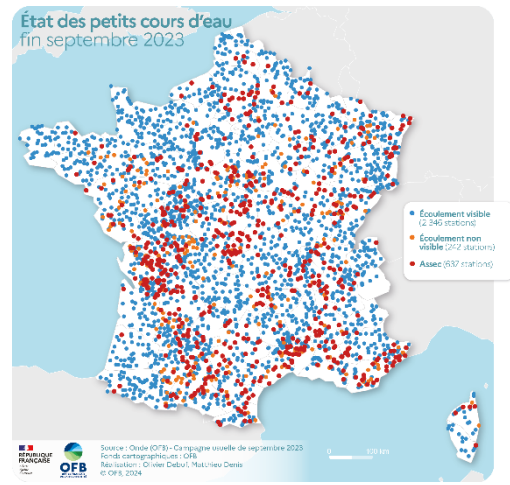 État des petits cours d'eau
fin septembre 2023
Écoulement visible
(2 346 stations)
Écoulement non
visible (242 stations)
Assec (637 stations)
RÉPUBLIQUE
FRANÇAISE
OFB
Source : Onde (OFB) - Campagne usuelle de septembre 2023
Fonds cartographiques : OFB
Réalisation : Olivier Debuf, Matthieu Denis
© OFB, 2024
0 100 km